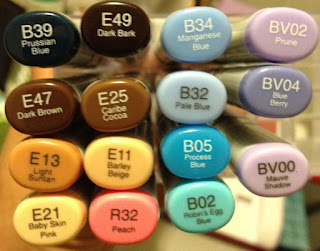 B39
Prussian
Blue
E49
Dark Bark
B34
Manganese
Blue
BV02
Prune
E47
Dark Brown
E25
Caribe
Cocoa
B32
Pale Blue
BV04
Blue
Berry
E13
Light
Suntan
E11
Barley
Beige
B05
Process
Blue
BV00
Mauve
Shadow
E21
Baby Skin
Pink
R32
Peach
B02
Robin's Egg
Blue